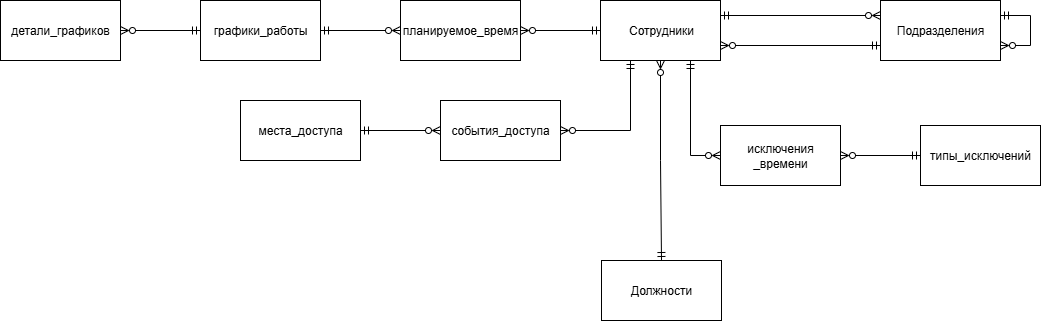 детали_графиков
графики_работы
планируемое_время
Сотрудники
Подразделения
места_доступа
события_доступа
исключения
_времени
типы_исключений
Должности